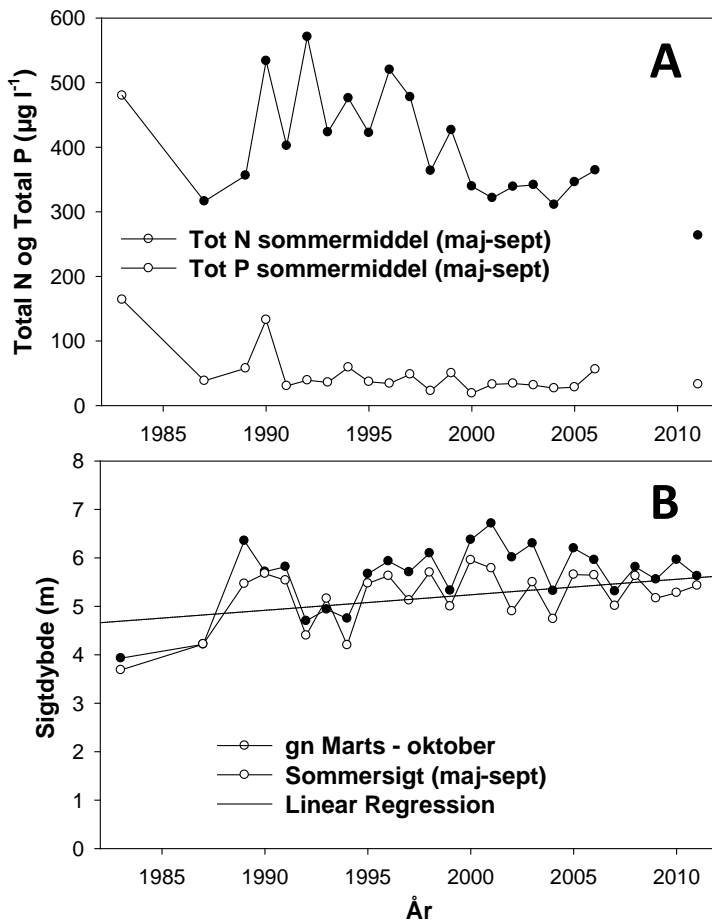 600
A
500
400
300
Tot N sommermiddel (maj-sept)
200
Tot P sommermiddel (maj-sept)
100
0
Total N og Total P (µg l⁻¹)
1985 1990 1995 2000 2005 2010
8
B
7
6
5
4
3
gn Marts - oktober
2
Sommersigt (maj-sept)
1
Linear Regression
0
Sigtdybde (m)
1985 1990 1995 2000 2005 2010
År